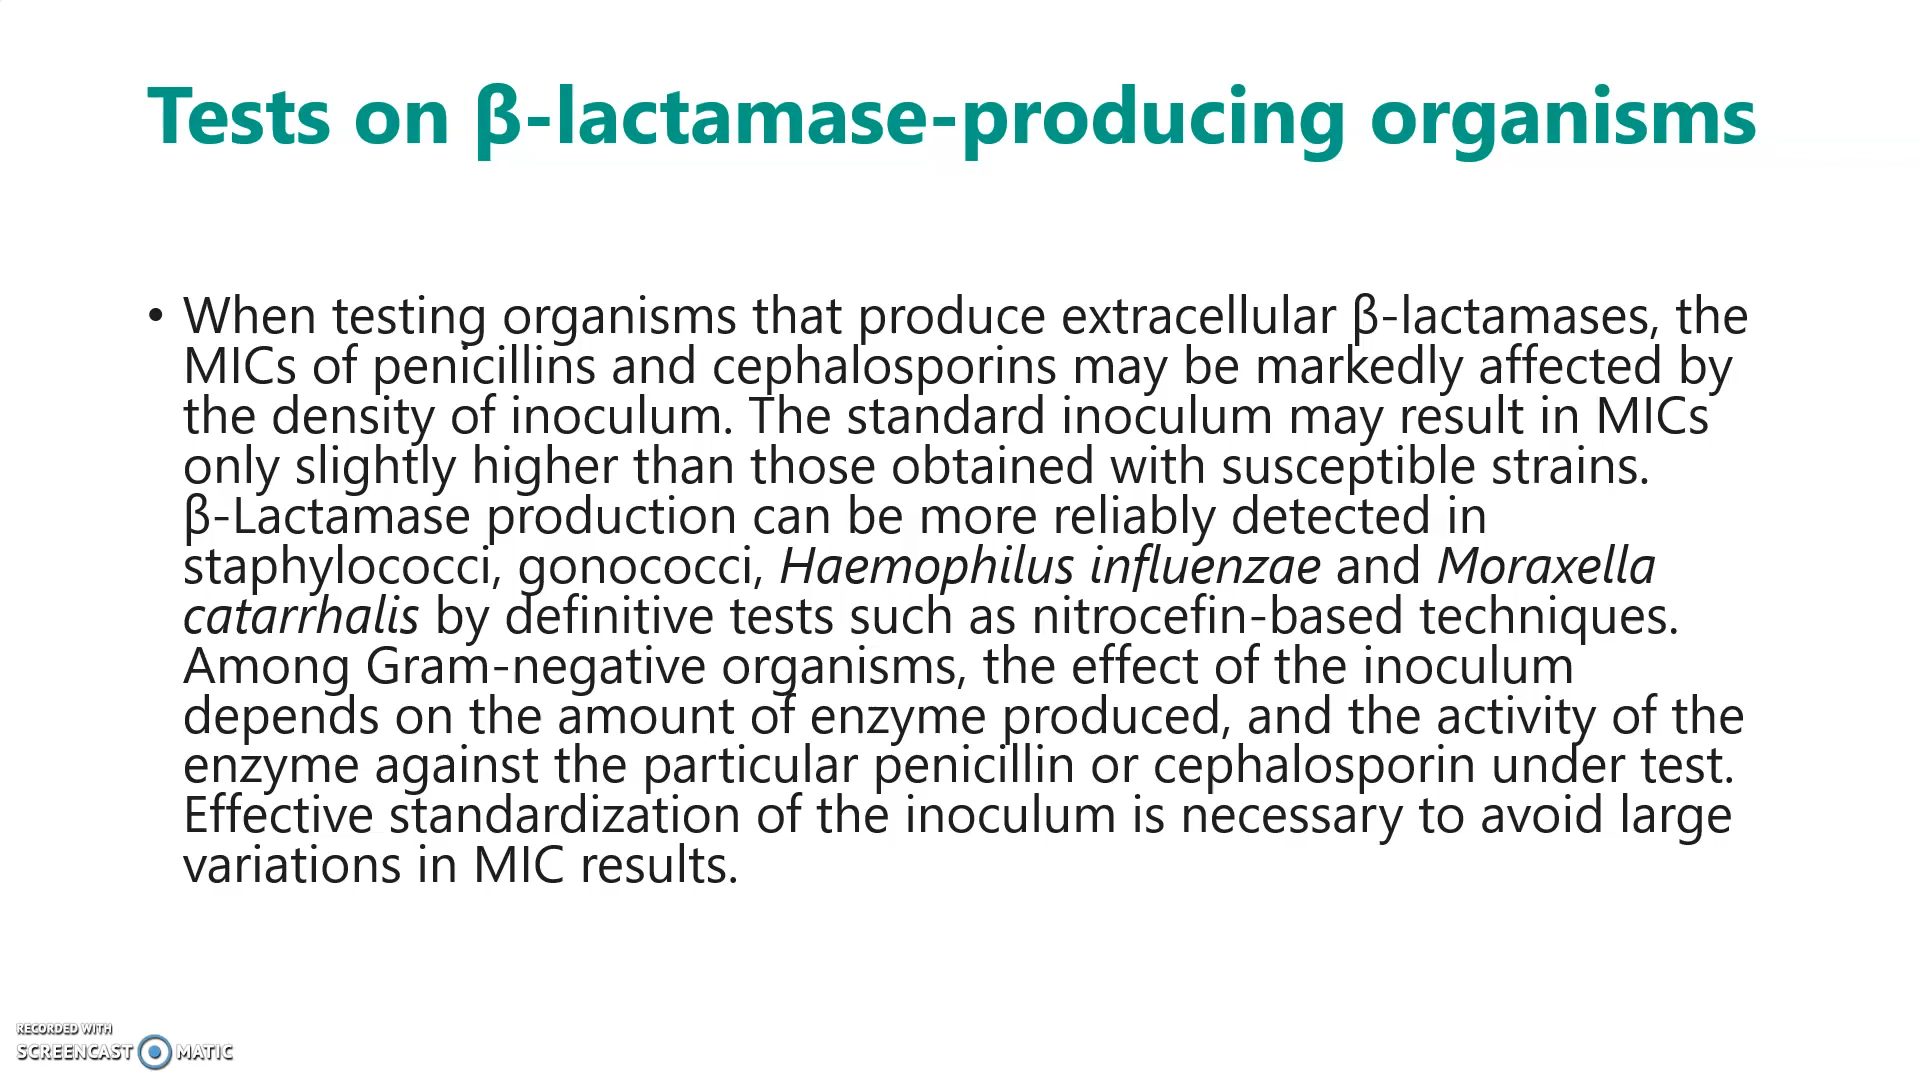 Tests on β-lactamase-producing organisms
• When testing organisms that produce extracellular β-lactamases, the
MICs of penicillins and cephalosporins may be markedly affected by
the density of inoculum. The standard inoculum may result in MICs
only slightly higher than those obtained with susceptible strains.
β-Lactamase production can be more reliably detected in
staphylococci, gonococci, Haemophilus influenzae and Moraxella
catarrhalis by definitive tests such as nitrocefin-based techniques.
Among Gram-negative organisms, the effect of the inoculum
depends on the amount of enzyme produced, and the activity of the
enzyme against the particular penicillin or cephalosporin under test.
Effective standardization of the inoculum is necessary to avoid large
variations in MIC results.
RECORDED WITH
SCREENCAST MATIC